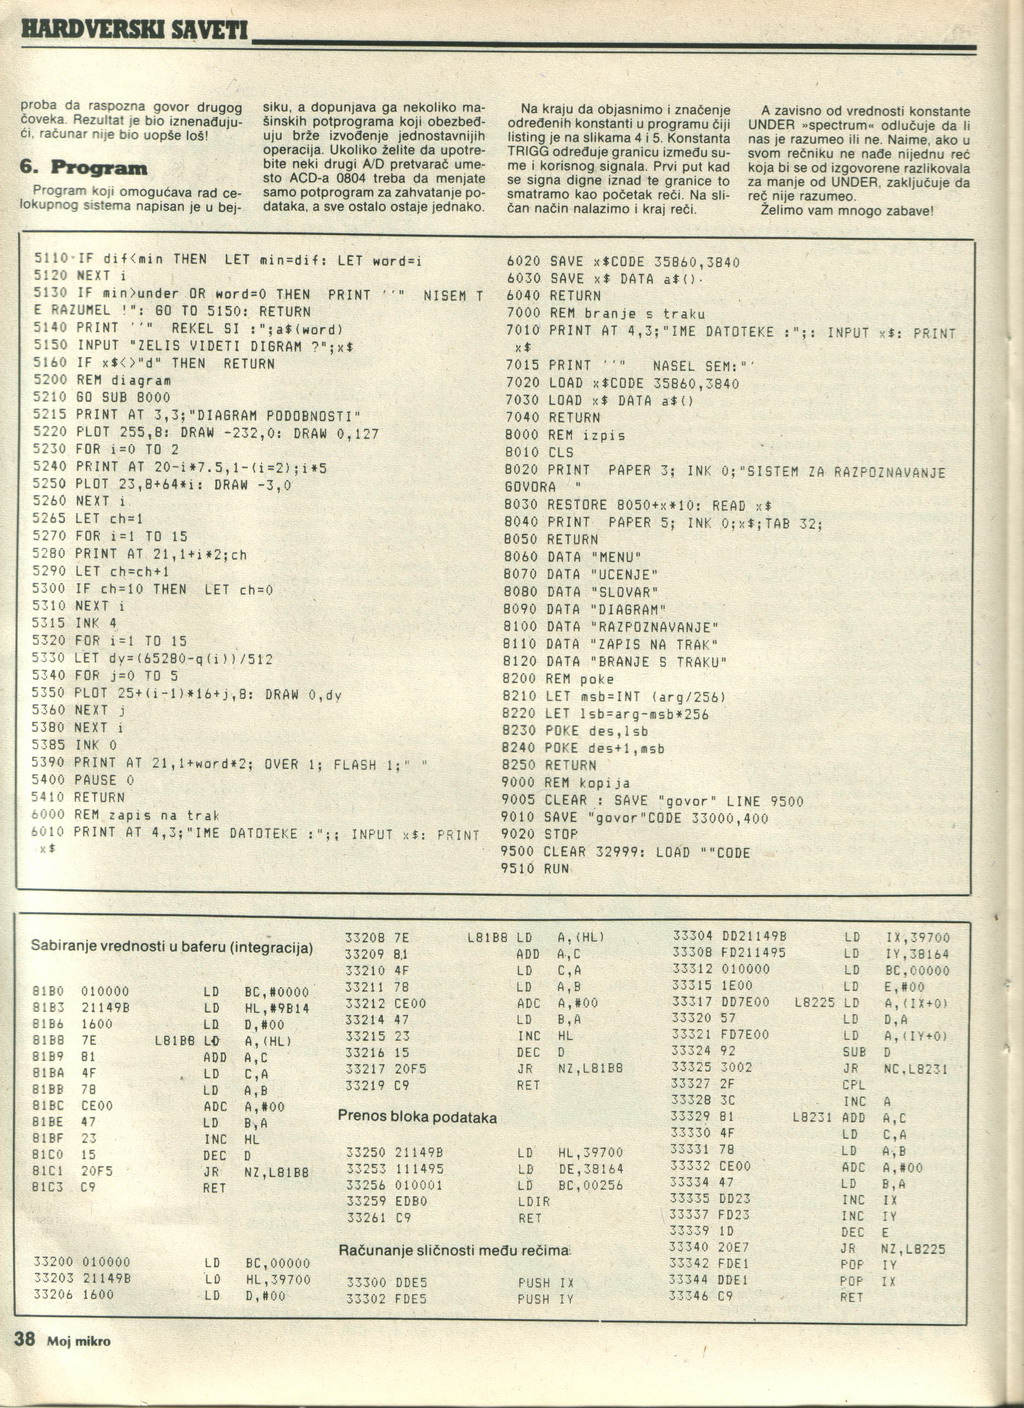 HARDVERSKI SAVETI
proba da raspozna govor drugog
čoveka. Rezultat je bio iznenađuju-
ći, računar nije bio uopše loš!
6. Program
Program koji omogućava rad ce-
lokupnog sistema napisan je u bej-
siku, a dopunjava ga nekoliko ma-
šinskih potprograma koji obezbeđ-
uju brže izvođenje jednostavnijih
operacija. Ukoliko želite da upotre-
bite neki drugi A/D pretvarač ume-
sto ACD-a 0804 treba da menjate
samo potprogram za zahvatanje po-
dataka, a sve ostalo ostaje jednako.
Na kraju da objasnimo i značenje
određenih konstanti u programu čiji
listing je na slikama 4 i 5. Konstanta
TRIGG određuje granicu između šu-
me i korisnog signala. Prvi put kad
se signa digne iznad te granice to
smatramo kao početak reči. Na sli-
čan način nalazimo i kraj reči.
A zavisno od vrednosti konstante
UNDER »spectrum« odlučuje da li
nas je razumeo ili ne. Naime, ako u
svom rečniku ne nađe nijednu reč
koja bi se od izgovorene razlikovala
za manje od UNDER, zaključuje da
reč nije razumeo.
Želimo vam mnogo zabave!
5110 IF dif<min THEN LET min=dif: LET word=i
5120 NEXT i
5130 IF min>under OR word=0 THEN PRINT ''" NISEM T
E RAZUMEL !": GO TO 5150: RETURN
5140 PRINT ''" REKEL SI :";a$(word)
5150 INPUT "ZELIS VIDETI DIGRAM ?";x$
5160 IF x$<>"d" THEN RETURN
5200 REM diagram
5210 GO SUB 8000
5215 PRINT AT 3,3;"DIAGRAM PODOBNOSTI"
5220 PLOT 255,8: DRAW -232,0: DRAW 0,127
5230 FOR i=0 TO 2
5240 PRINT AT 20-i*7.5,1-(i=2);i*5
5250 PLOT 23,8+64*i: DRAW -3,0
5260 NEXT i
5265 LET ch=1
5270 FOR i=1 TO 15
5280 PRINT AT 21,1+i*2;ch
5290 LET ch=ch+1
5300 IF ch=10 THEN LET ch=0
5310 NEXT i
5315 INK 4
5320 FOR i=1 TO 15
5330 LET dy=(65280-q(i))/512
5340 FOR j=0 TO 5
5350 PLOT 25+(i-1)*16+j,8: DRAW 0,dy
5360 NEXT j
5380 NEXT i
5385 INK 0
5390 PRINT AT 21,1+word*2; OVER 1; FLASH 1;" "
5400 PAUSE 0
5410 RETURN
6000 REM zapis na trak
6010 PRINT AT 4,3;"IME DATOTEKE :";; INPUT x$: PRINT
x$
6020 SAVE x$CODE 35860,3840
6030 SAVE x$ DATA a$()
6040 RETURN
7000 REM branje s traku
7010 PRINT AT 4,3;"IME DATOTEKE :";: INPUT x$: PRINT
x$
7015 PRINT ''" NASEL SEM:"'
7020 LOAD x$CODE 35860,3840
7030 LOAD x$ DATA a$()
7040 RETURN
8000 REM izpis
8010 CLS
8020 PRINT PAPER 3; INK 0;"SISTEM ZA RAZPOZNAVANJE
GOVORA "
8030 RESTORE 8050+x*10: READ x$
8040 PRINT PAPER 5; INK 0;x$;TAB 32;
8050 RETURN
8060 DATA "MENU"
8070 DATA "UCENJE"
8080 DATA "SLOVAR"
8090 DATA "DIAGRAM"
8100 DATA "RAZPOZNAVANJE"
8110 DATA "ZAPIS NA TRAK"
8120 DATA "BRANJE S TRAKU"
8200 REM poke
8210 LET msb=INT (arg/256)
8220 LET lsb=arg-msb*256
8230 POKE des,lsb
8240 POKE des+1,msb
8250 RETURN
9000 REM kopija
9005 CLEAR : SAVE "govor" LINE 9500
9010 SAVE "govor"CODE 33000,400
9020 STOP
9500 CLEAR 32999: LOAD ""CODE
9510 RUN
Sabiranje vrednosti u baferu (integracija)
81B0 010000 LD BC,#0000
81B3 21149B LD HL,#9B14
81B6 1600 LD D,#00
81B8 7E L81B8 LD A,(HL)
81B9 81 ADD A,C
81BA 4F LD C,A
81BB 78 LD A,B
81BC CE00 ADC A,#00
81BE 47 LD B,A
81BF 23 INC HL
81C0 15 DEC D
81C1 20F5 JR NZ,L81B8
81C3 C9 RET
33200 010000 LD BC,00000
33203 21149B LD HL,39700
33206 1600 LD D,#00
33208 7E L81B8 LD A,(HL)
33209 81 ADD A,C
33210 4F LD C,A
33211 78 LD A,B
33212 CE00 ADC A,#00
33214 47 LD B,A
33215 23 INC HL
33216 15 DEC D
33217 20F5 JR NZ,L81B8
33219 C9 RET
Prenos bloka podataka
33250 21149B LD HL,39700
33253 111495 LD DE,38164
33256 010001 LD BC,00256
33259 EDB0 LDIR
33261 C9 RET
Računanje sličnosti među rečima:
33300 DDE5 PUSH IX
33302 FDE5 PUSH IY
33304 DD21149B LD IX,39700
33308 FD211495 LD IY,38164
33312 010000 LD BC,00000
33315 1E00 LD E,#00
33317 DD7E00 L8225 LD A,(IX+0)
33320 57 LD D,A
33321 FD7E00 LD A,(IY+0)
33324 92 SUB D
33325 3002 JR NC,L8231
33327 2F CPL
33328 3C INC A
33329 81 L8231 ADD A,C
33330 4F LD C,A
33331 78 LD A,B
33332 CE00 ADC A,#00
33334 47 LD B,A
33335 DD23 INC IX
33337 FD23 INC IY
33339 1D DEC E
33340 20E7 JR NZ,L8225
33342 FDE1 POP IY
33344 DDE1 POP IX
33346 C9 RET
38 Moj mikro